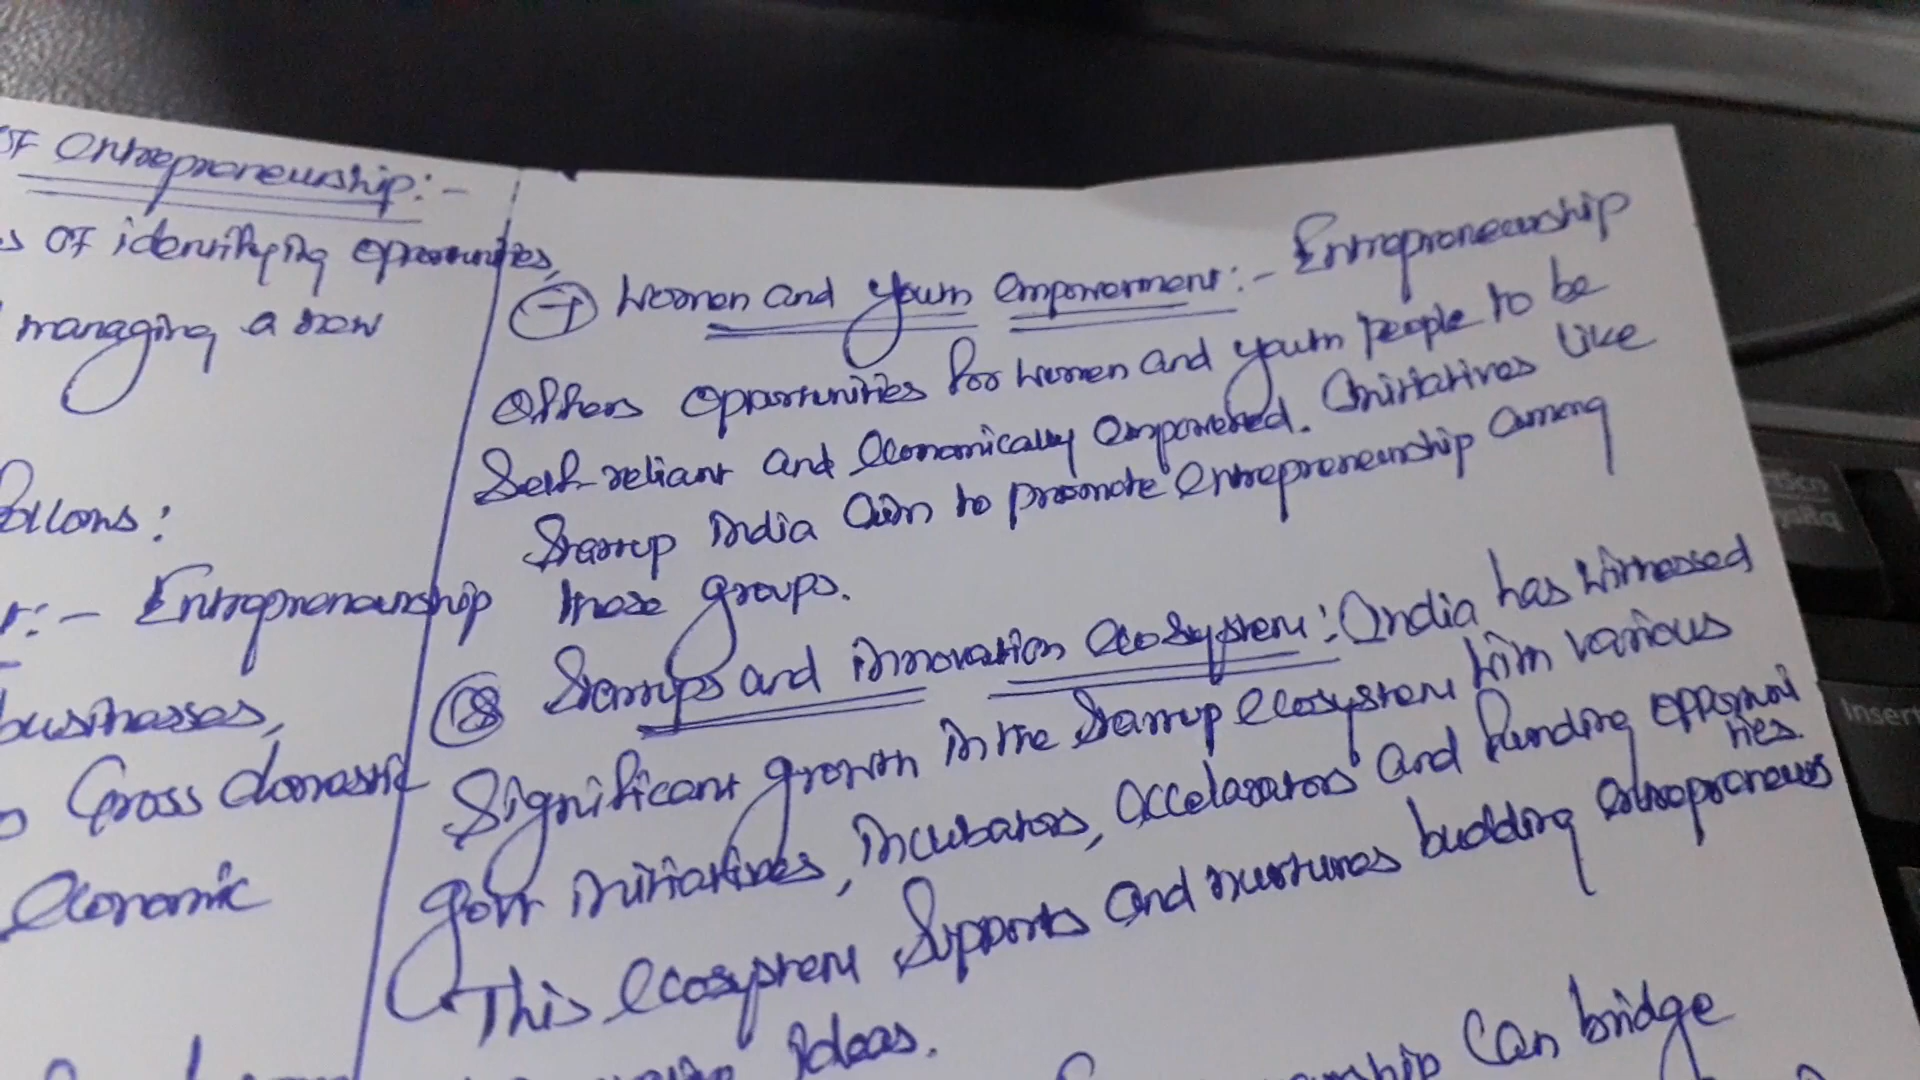 OF Entrepreneurship:-
s OF identifying
managing a new
Follows:
r:- Entrepreneurship
businesses,
Gross domestic
Economic
⑦ Women and youth empowerment:- Entrepreneurship
Offers opportunities for women and youth people to be
Self-reliant and Economically empowered. Initiatives like
Startup India aim to promote entrepreneurship among
these groups.
⑧ Startups and innovation ecosystem: India has witnessed
Significant growth in the Startup ecosystem with various
govt initiatives, incubators, and funding
ties.
This ecosystem Supports and nurtures budding entrepreneurs
ideas.
can bridge
Insert